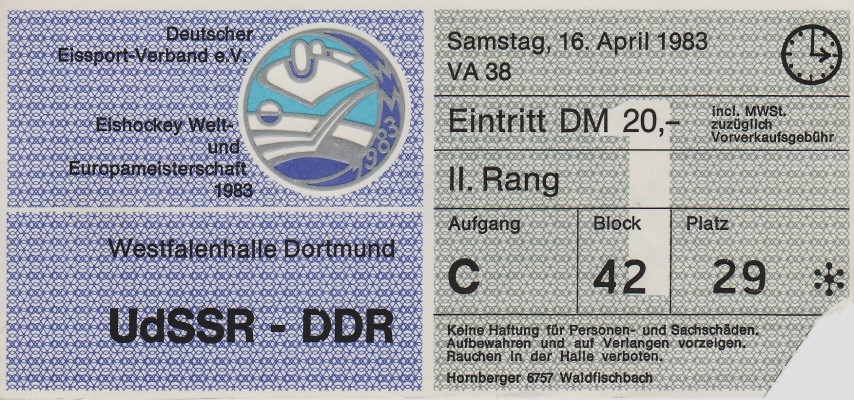 Deutscher
Eissport-Verband e.V.
Eishockey Welt-
und
Europameisterschaft
1983
1983
Westfalenhalle Dortmund
UdSSR - DDR
Samstag, 16. April 1983
VA 38
Eintritt DM 20,-
incl. MWSt.
zuzüglich
Vorverkaufsgebühr
II. Rang
Aufgang Block Platz
C 42 29
Keine Haftung für Personen- und Sachschäden.
Aufbewahren und auf Verlangen vorzeigen.
Rauchen in der Halle verboten.
Hornberger 6757 Waldfischbach